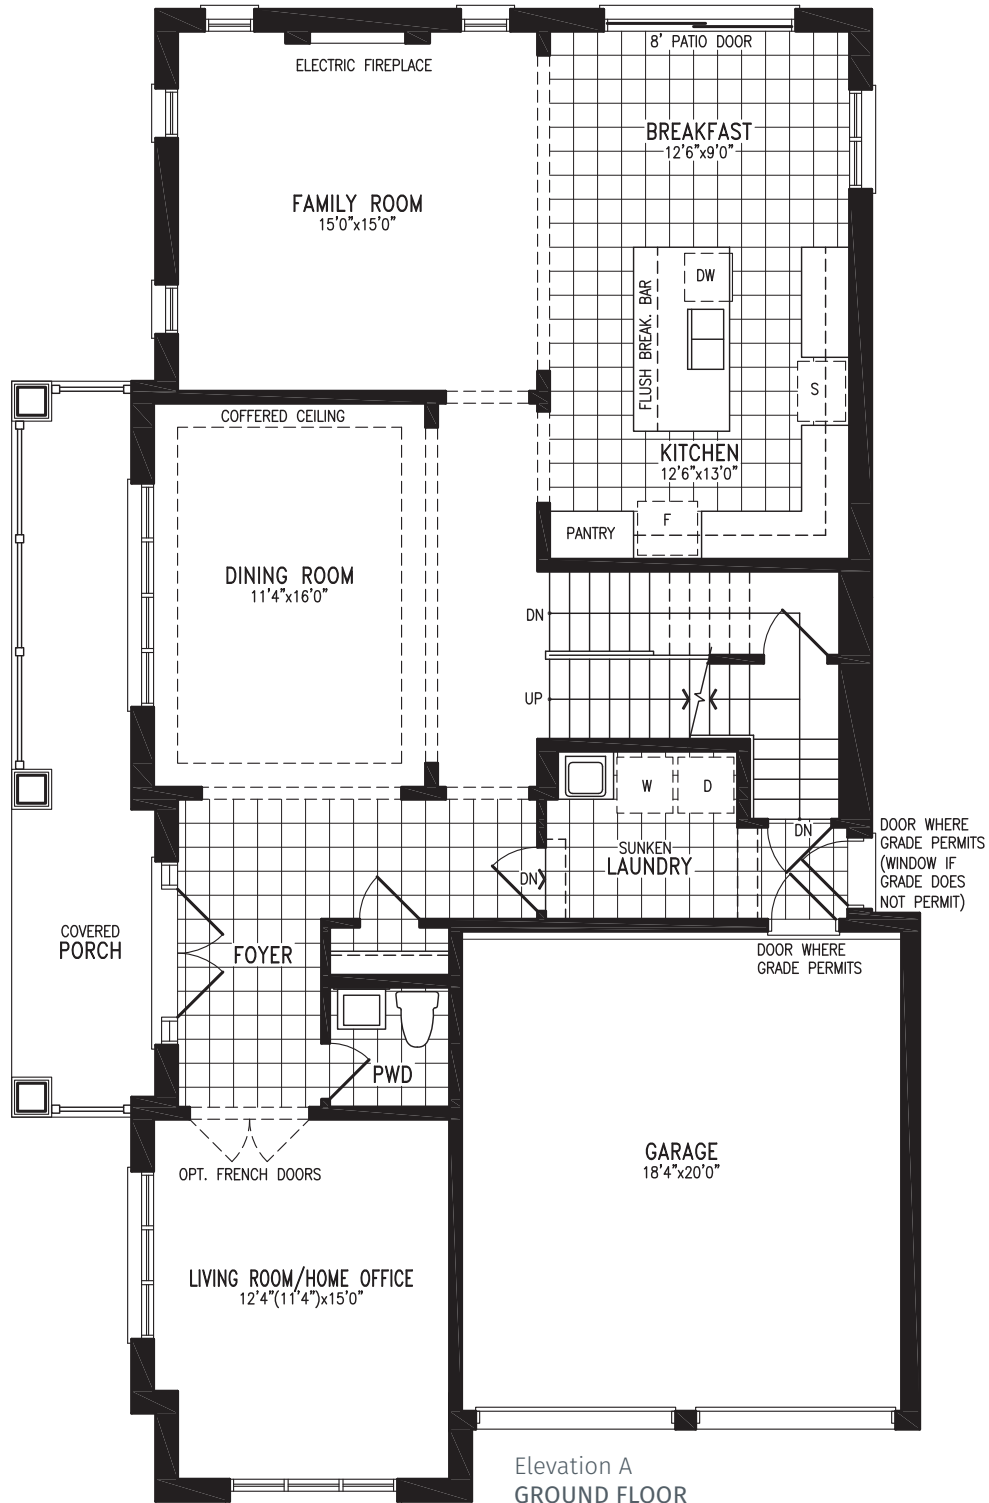 8' PATIO DOOR
ELECTRIC FIREPLACE
BREAKFAST
12'6"x9'0"
FAMILY ROOM
15'0"x15'0"
DW
FLUSH BREAK. BAR
S
COFFERED CEILING
KITCHEN
12'6"x13'0"
F
PANTRY
DINING ROOM
11'4"x16'0"
DN
UP
W
D
DN
SUNKEN
LAUNDRY
DN
DOOR WHERE
GRADE PERMITS
(WINDOW IF
GRADE DOES
NOT PERMIT)
COVERED
PORCH
FOYER
DOOR WHERE
GRADE PERMITS
PWD
GARAGE
18'4"x20'0"
OPT. FRENCH DOORS
LIVING ROOM/HOME OFFICE
12'4"(11'4")x15'0"
Elevation A
GROUND FLOOR